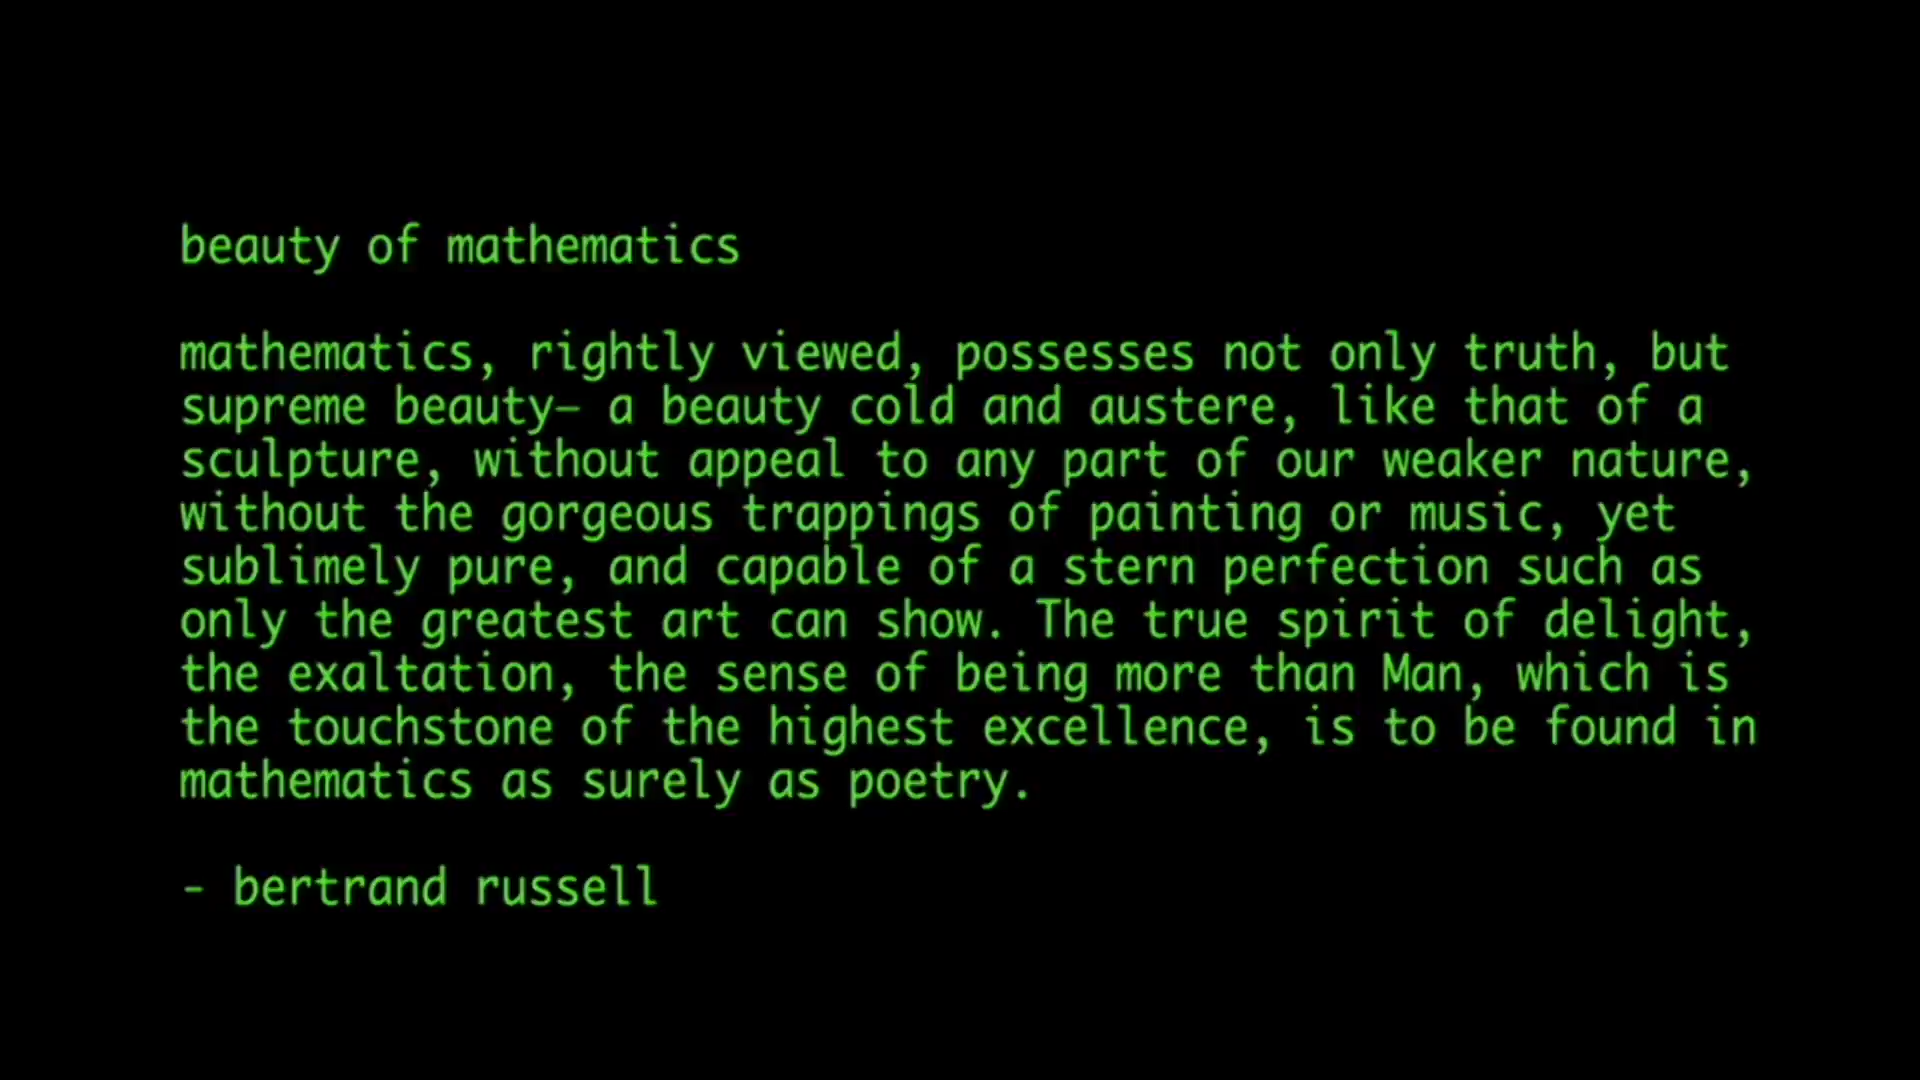 beauty of mathematics
mathematics, rightly viewed, possesses not only truth, but
supreme beauty— a beauty cold and austere, like that of a
sculpture, without appeal to any part of our weaker nature,
without the gorgeous trappings of painting or music, yet
sublimely pure, and capable of a stern perfection such as
only the greatest art can show. The true spirit of delight,
the exaltation, the sense of being more than Man, which is
the touchstone of the highest excellence, is to be found in
mathematics as surely as poetry.
- bertrand russell